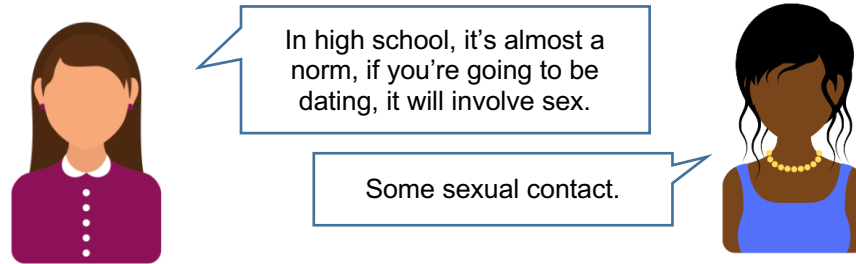 In high school, it’s almost a
norm, if you’re going to be
dating, it will involve sex.
Some sexual contact.